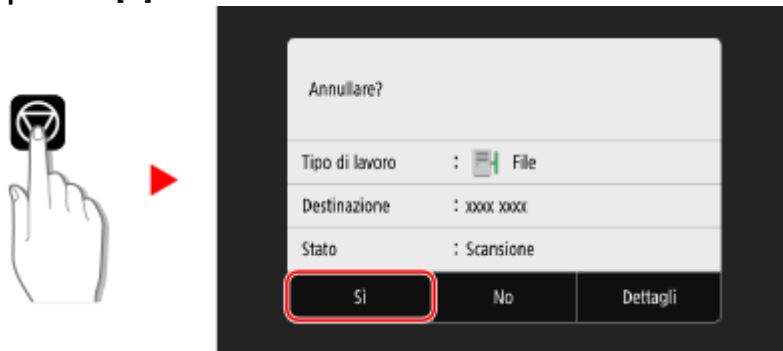 Annullare?
Tipo di lavoro : File
Destinazione : xxxx xxxx
Stato : Scansione
Sì No Dettagli